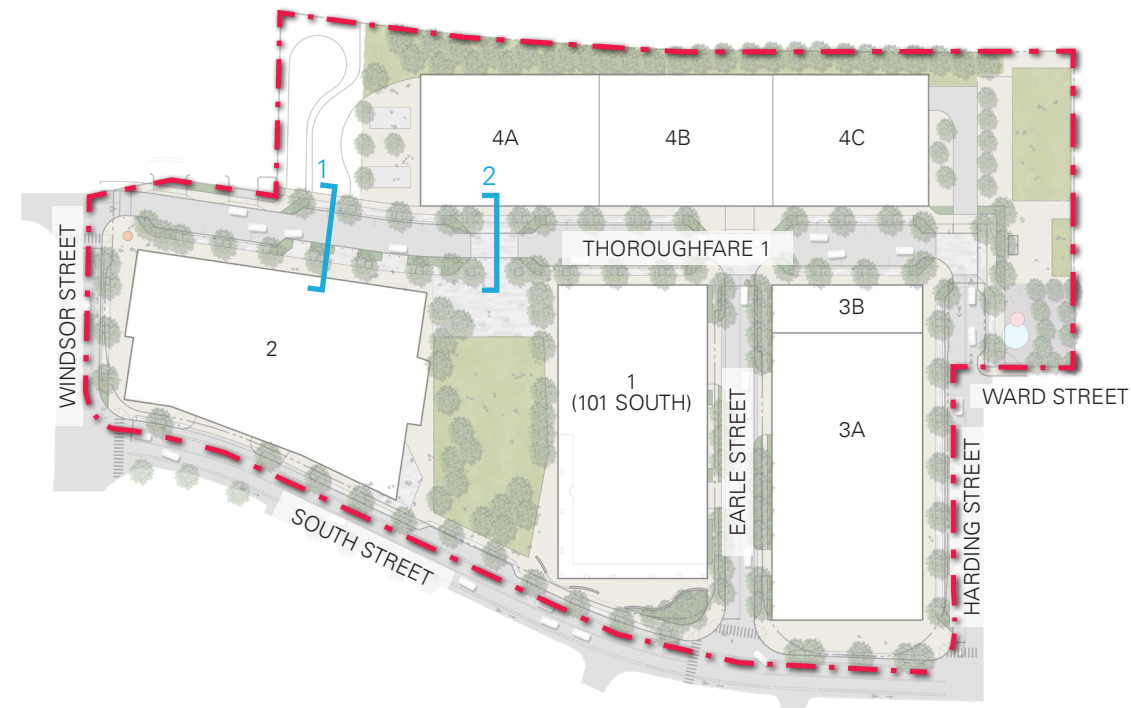 4A
4B
4C
1
2
THOROUGHFARE 1
WINDSOR STREET
2
3B
1
(101 SOUTH)
3A
WARD STREET
EARLE STREET
HARDING STREET
SOUTH STREET